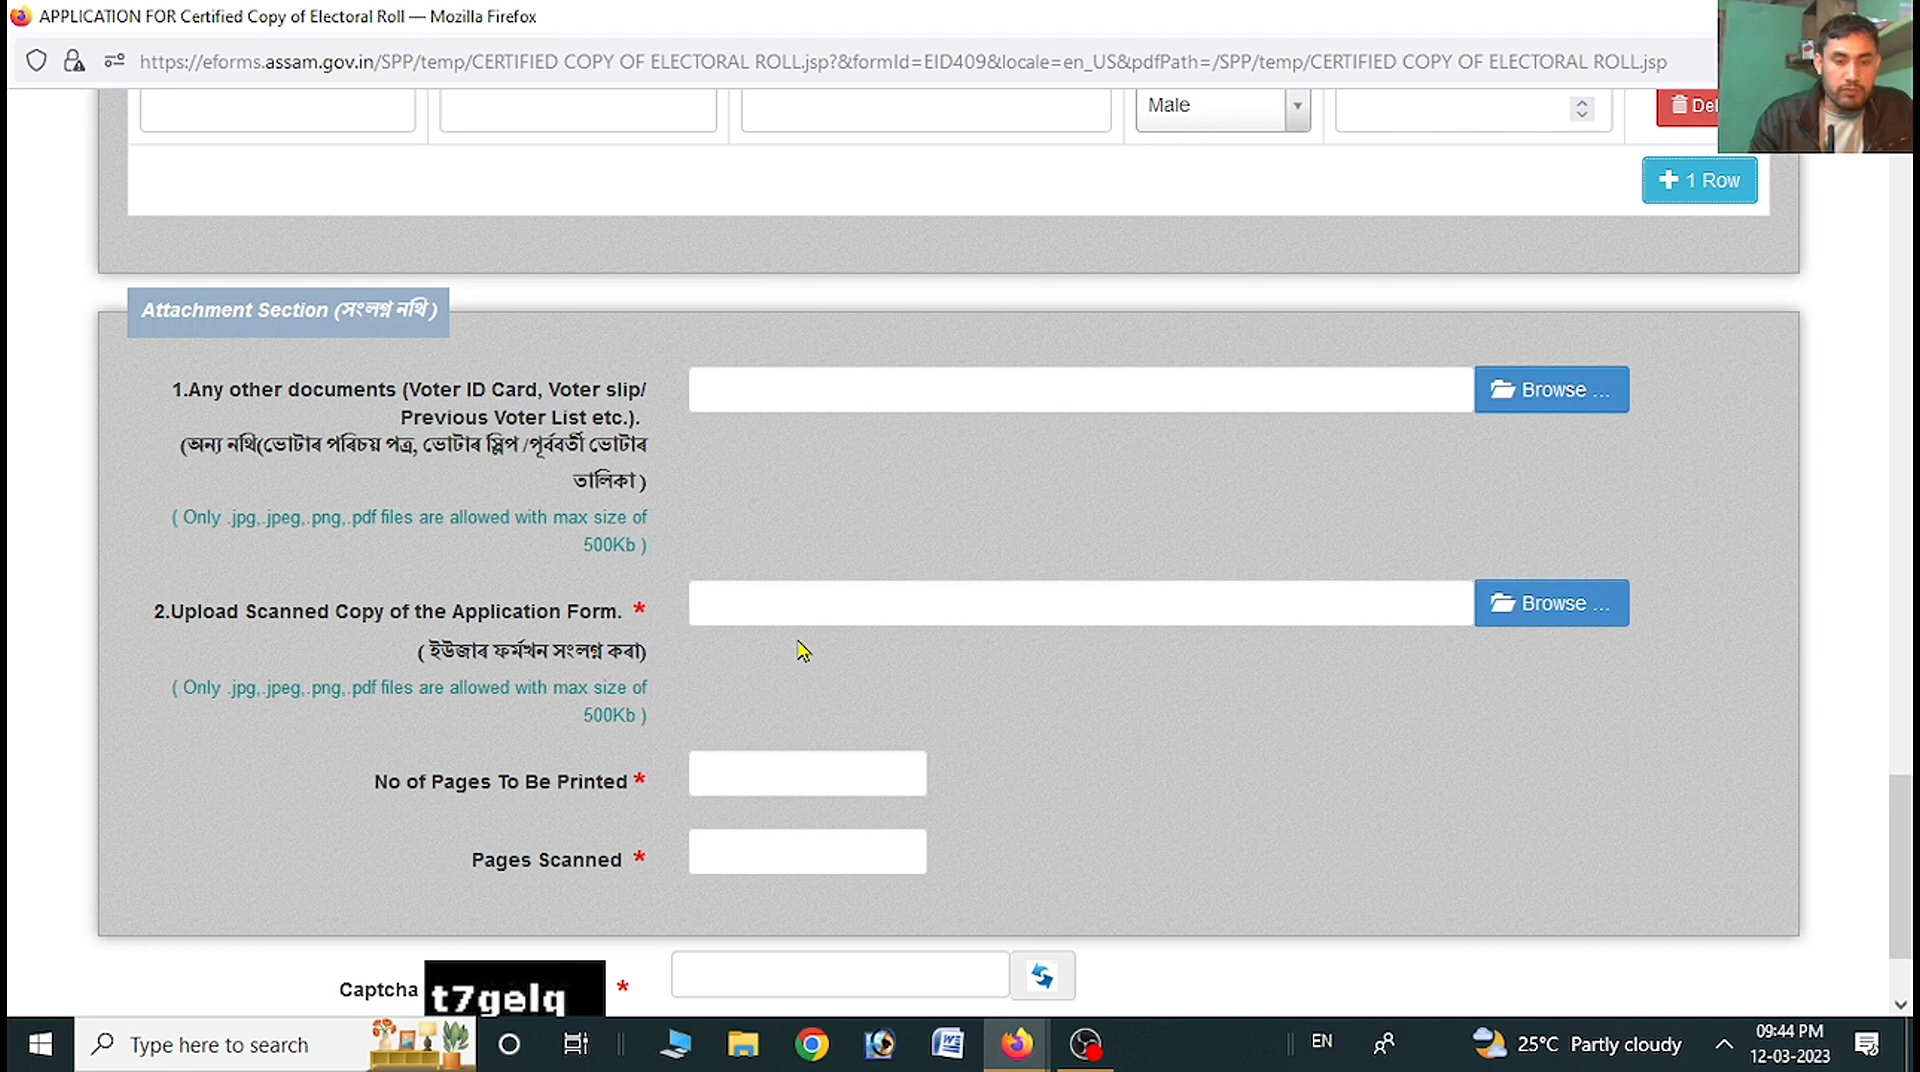 APPLICATION FOR Certified Copy of Electoral Roll — Mozilla Firefox
https://eforms.assam.gov.in/SPP/temp/CERTIFIED COPY OF ELECTORAL ROLL.jsp?&formId=EID409&locale=en_US&pdfPath=/SPP/temp/CERTIFIED COPY OF ELECTORAL ROLL.jsp
Male
Del
1 Row
Attachment Section (সংলগ্ন নথি )
1.Any other documents (Voter ID Card, Voter slip/
Previous Voter List etc.).
(অন্য নথি(ভোটাৰ পৰিচয় পত্ৰ, ভোটাৰ স্লিপ /পূৰ্ববৰ্তী ভোটাৰ
তালিকা )
( Only .jpg,.jpeg,.png,.pdf files are allowed with max size of
500Kb )
Browse ...
2.Upload Scanned Copy of the Application Form. *
( ইউজাৰ ফৰ্মখন সংলগ্ন কৰা)
( Only .jpg,.jpeg,.png,.pdf files are allowed with max size of
500Kb )
Browse ...
No of Pages To Be Printed *
Pages Scanned *
Captcha t7gelq *
Type here to search
EN
25°C Partly cloudy
09:44 PM
12-03-2023